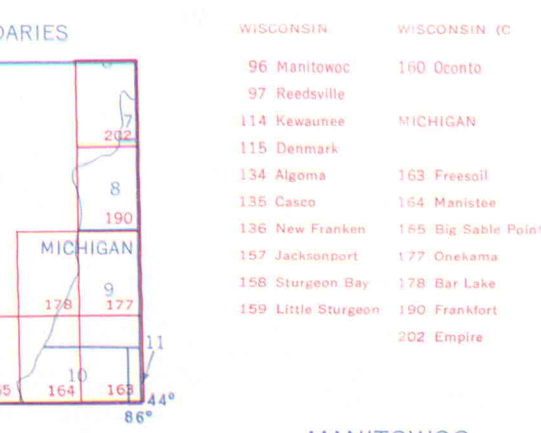 DARIES
7
202
8
190
MICHIGAN
9
178 177
11
10
65 164 163
44°
86°
WISCONSIN
96 Manitowoc
97 Reedsville
114 Kewaunee
115 Denmark
134 Algoma
135 Casco
136 New Franken
157 Jacksonport
158 Sturgeon Bay
159 Little Sturgeon
WISCONSIN (C
160 Oconto
MICHIGAN
163 Freesoil
164 Manistee
165 Big Sable Point
177 Onekama
178 Bar Lake
190 Frankfort
202 Empire
MANITOWOC